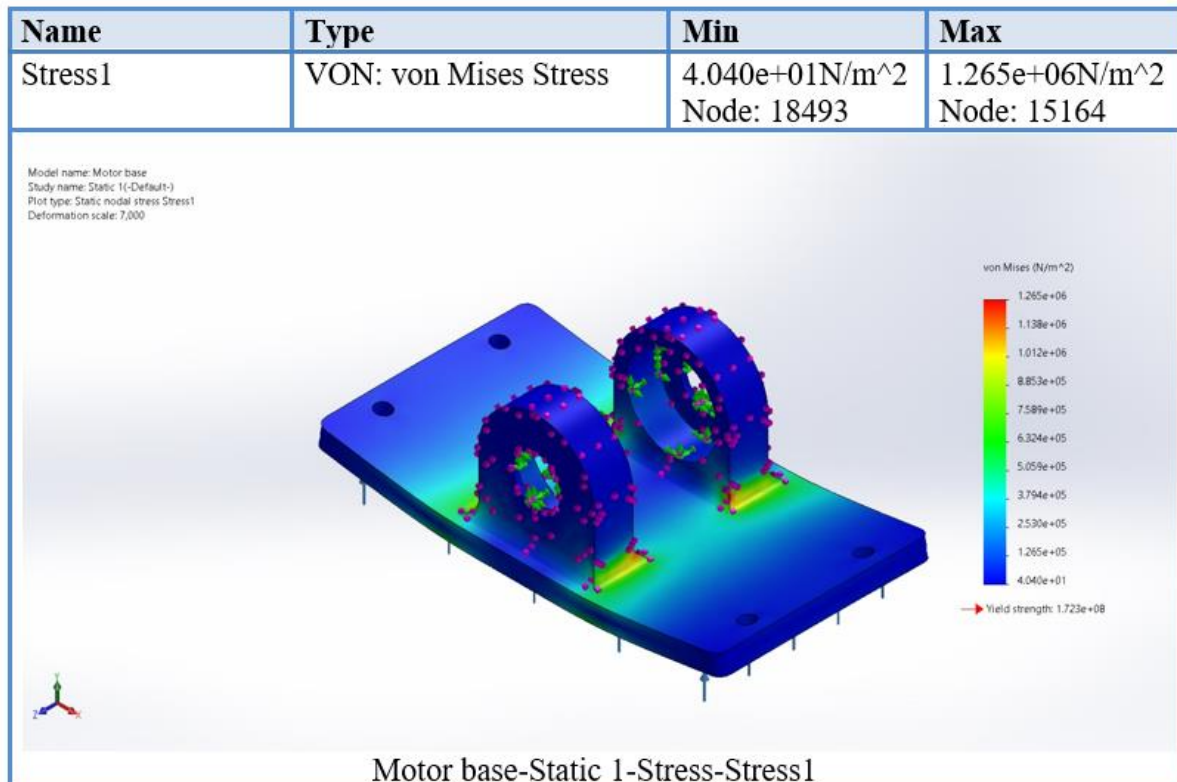 Name Type Min Max
Stress1 VON: von Mises Stress 4.040e+01N/m^2 1.265e+06N/m^2
Node: 18493 Node: 15164
Model name: Motor base
Study name: Static 1(-Default-)
Plot type: Static nodal stress Stress1
Deformation scale: 7,000
von Mises (N/m^2)
1.265e+06
1.138e+06
1.012e+06
8.853e+05
7.589e+05
6.324e+05
5.059e+05
3.794e+05
2.530e+05
1.265e+05
4.040e+01
Yield strength: 1.723e+08
Y
Z
X
Motor base-Static 1-Stress-Stress1